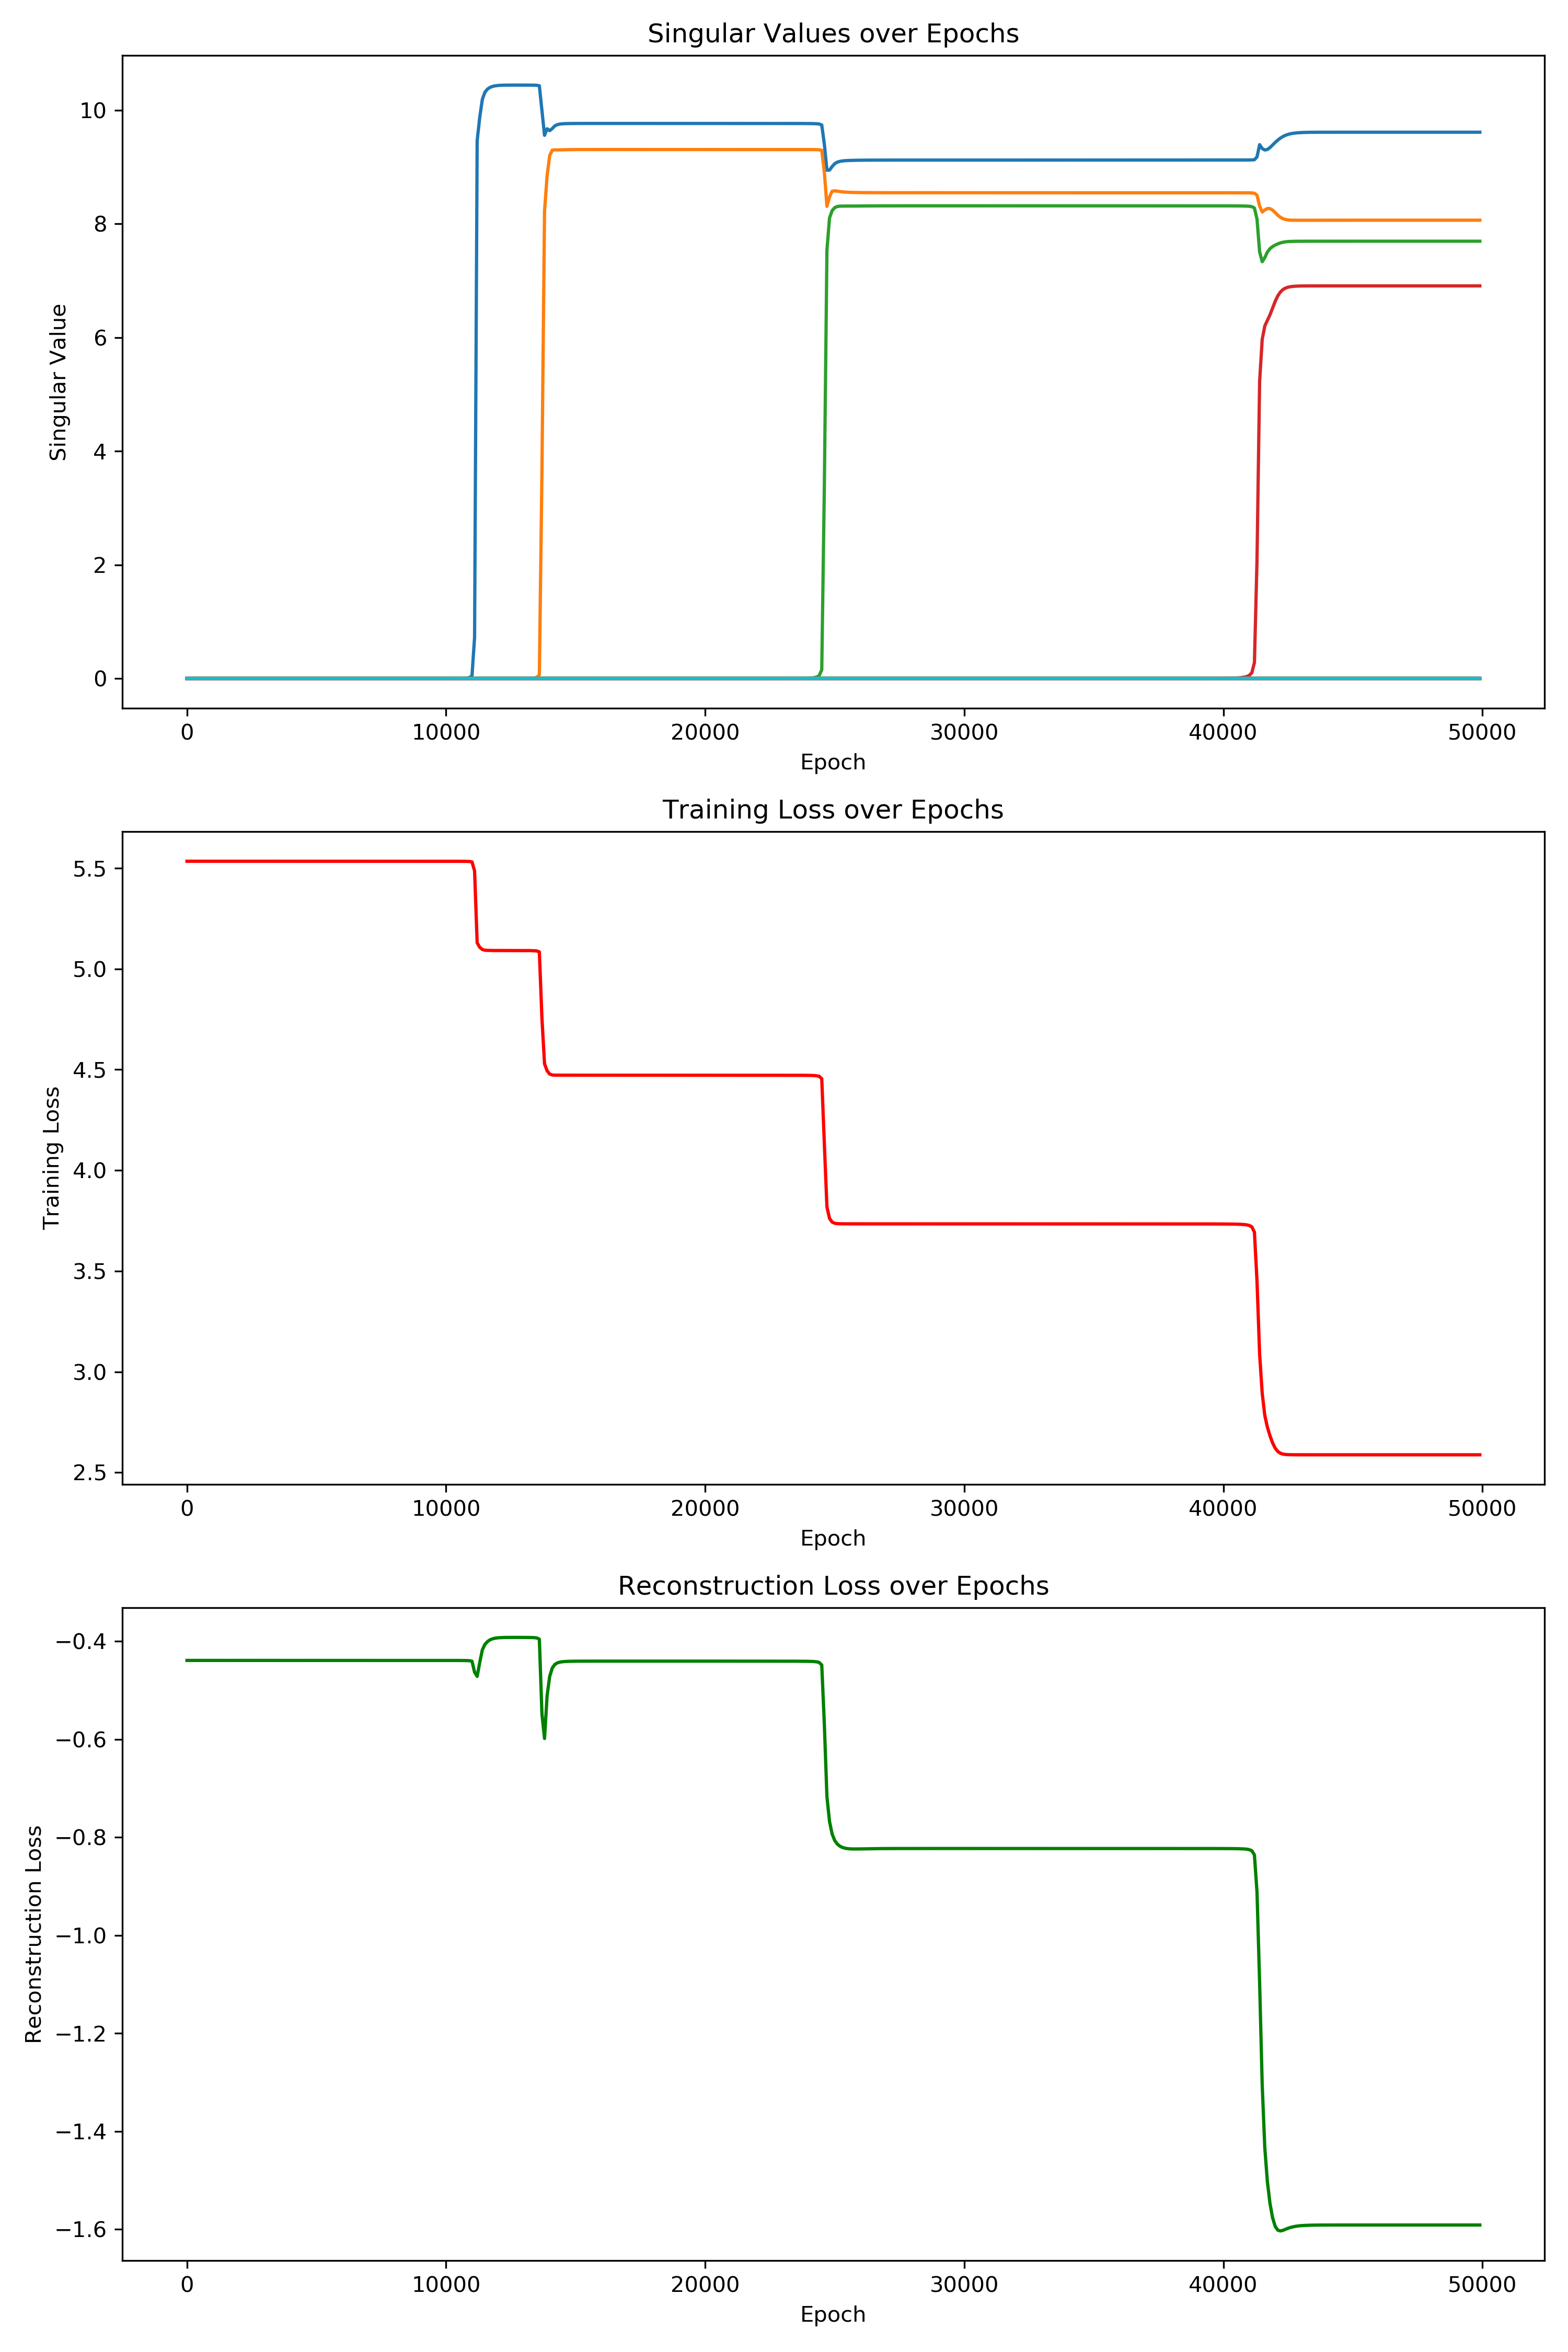 Singular Values over Epochs
Singular Value
10
8
6
4
2
0
0 10000 20000 30000 40000 50000
Epoch
Training Loss over Epochs
Training Loss
5.5
5.0
4.5
4.0
3.5
3.0
2.5
0 10000 20000 30000 40000 50000
Epoch
Reconstruction Loss over Epochs
Reconstruction Loss
−0.4
−0.6
−0.8
−1.0
−1.2
−1.4
−1.6
0 10000 20000 30000 40000 50000
Epoch